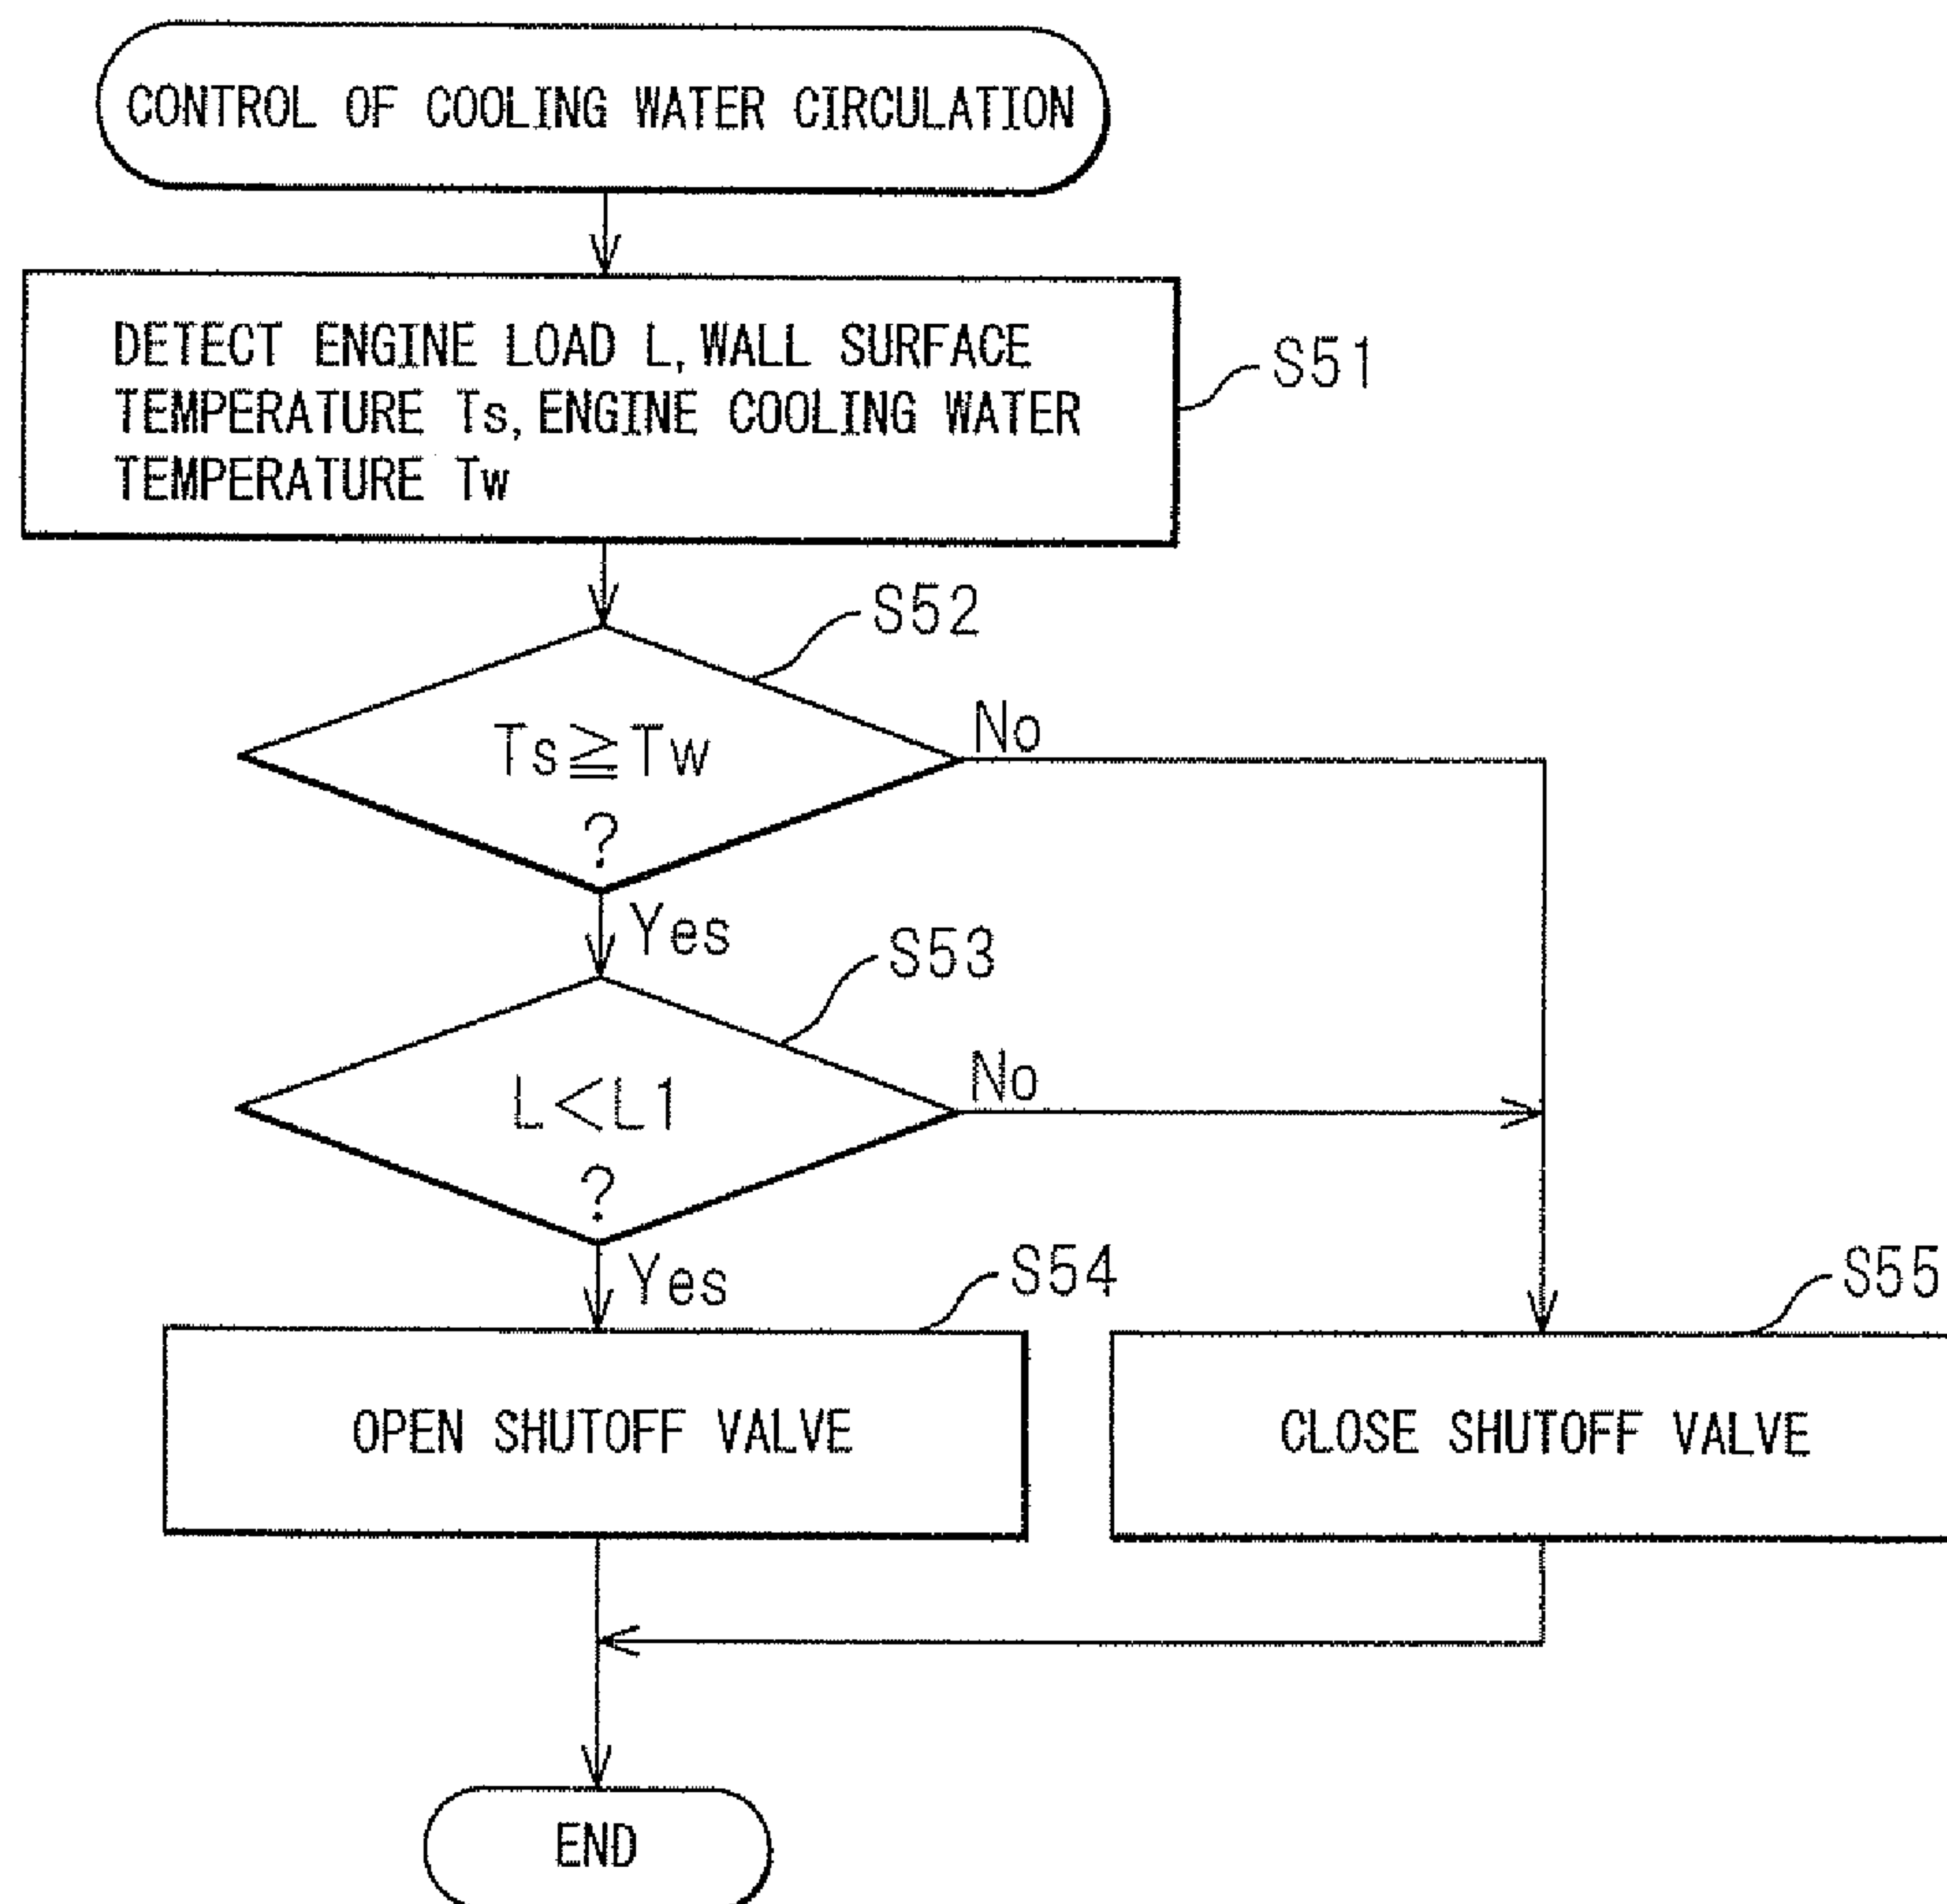 CONTROL OF COOLING WATER CIRCULATION
DETECT ENGINE LOAD L, WALL SURFACE
TEMPERATURE Ts, ENGINE COOLING WATER
TEMPERATURE Tw
S51
S52
Ts≧Tw
?
No
Yes
S53
L<L1
?
No
Yes
S54
S55
OPEN SHUTOFF VALVE
CLOSE SHUTOFF VALVE
END